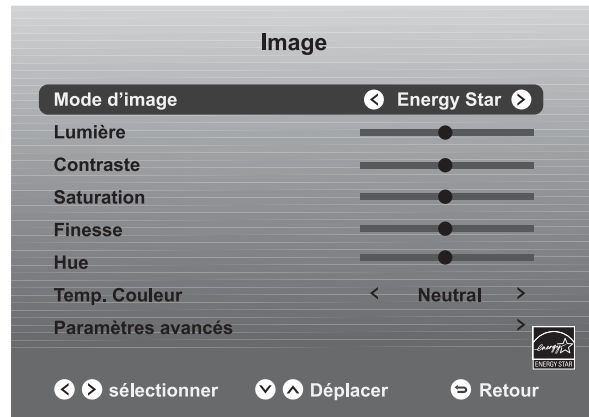 Image
Mode d'image < Energy Star >
Lumière
Contraste
Saturation
Finesse
Hue
Temp. Couleur < Neutral >
Paramètres avancés >
energy
ENERGY STAR
sélectionner Déplacer Retour